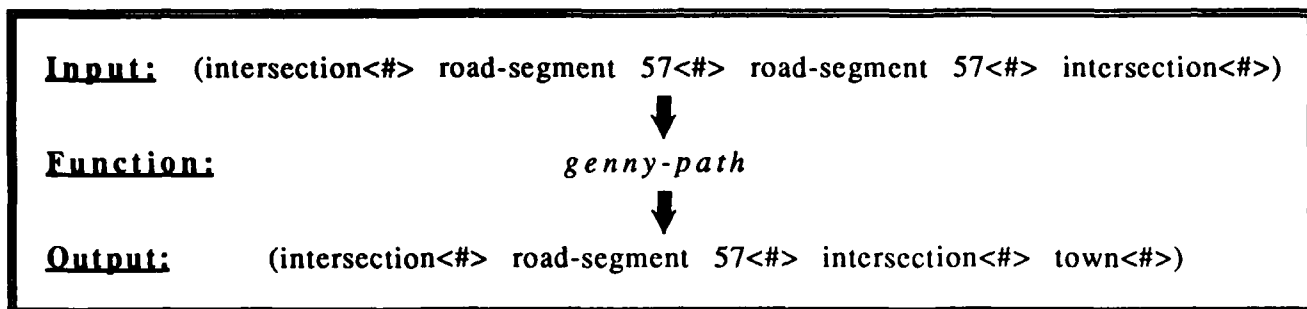 Input: (intersection<#> road-segment 57<#> road-segment 57<#> intersection<#>)
Function: genny-path
Output: (intersection<#> road-segment 57<#> intersection<#> town<#>)